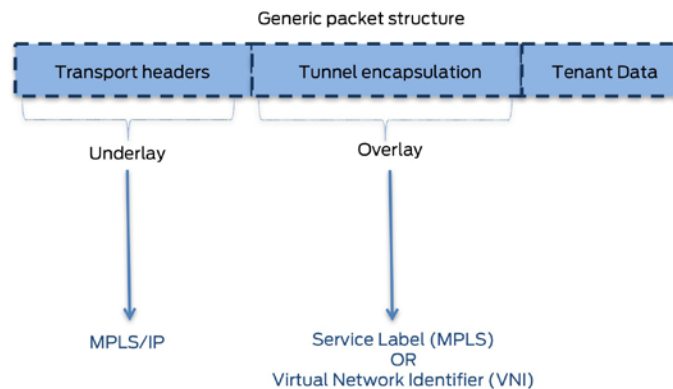 Generic packet structure
Transport headers
Tunnel encapsulation
Tenant Data
Underlay
Overlay
MPLS/IP
Service Label (MPLS)
OR
Virtual Network Identifier (VNI)